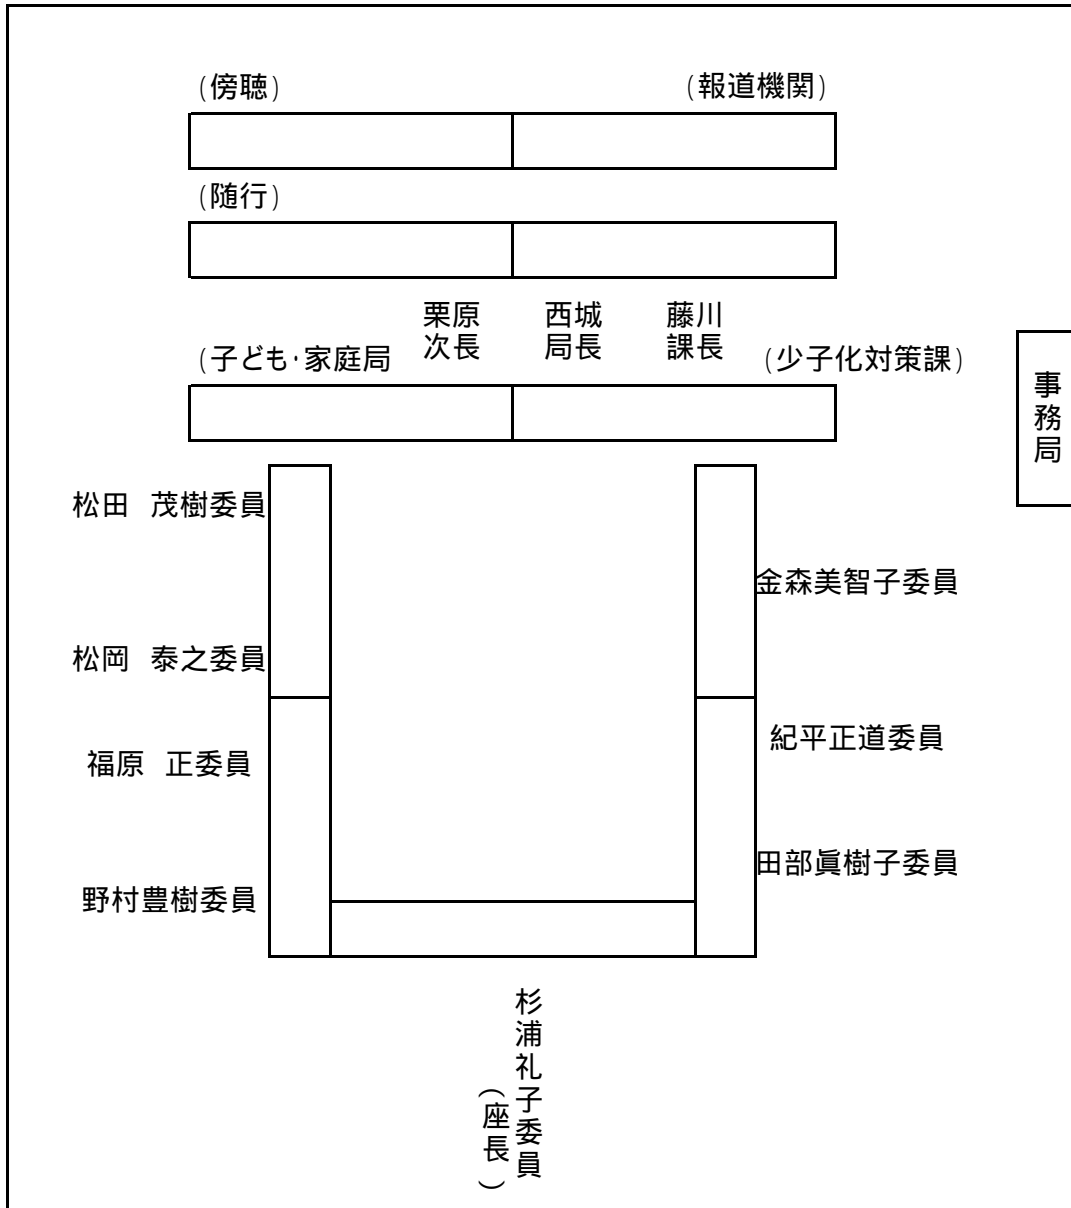 (傍聴) (報道機関)
(随行)
栗原次長 西城局長 藤川課長
(子ども・家庭局 (少子化対策課)
事務局
松田 茂樹委員
金森美智子委員
松岡 泰之委員
紀平正道委員
福原 正委員
田部眞樹子委員
野村豊樹委員
杉浦礼子委員
(座長)